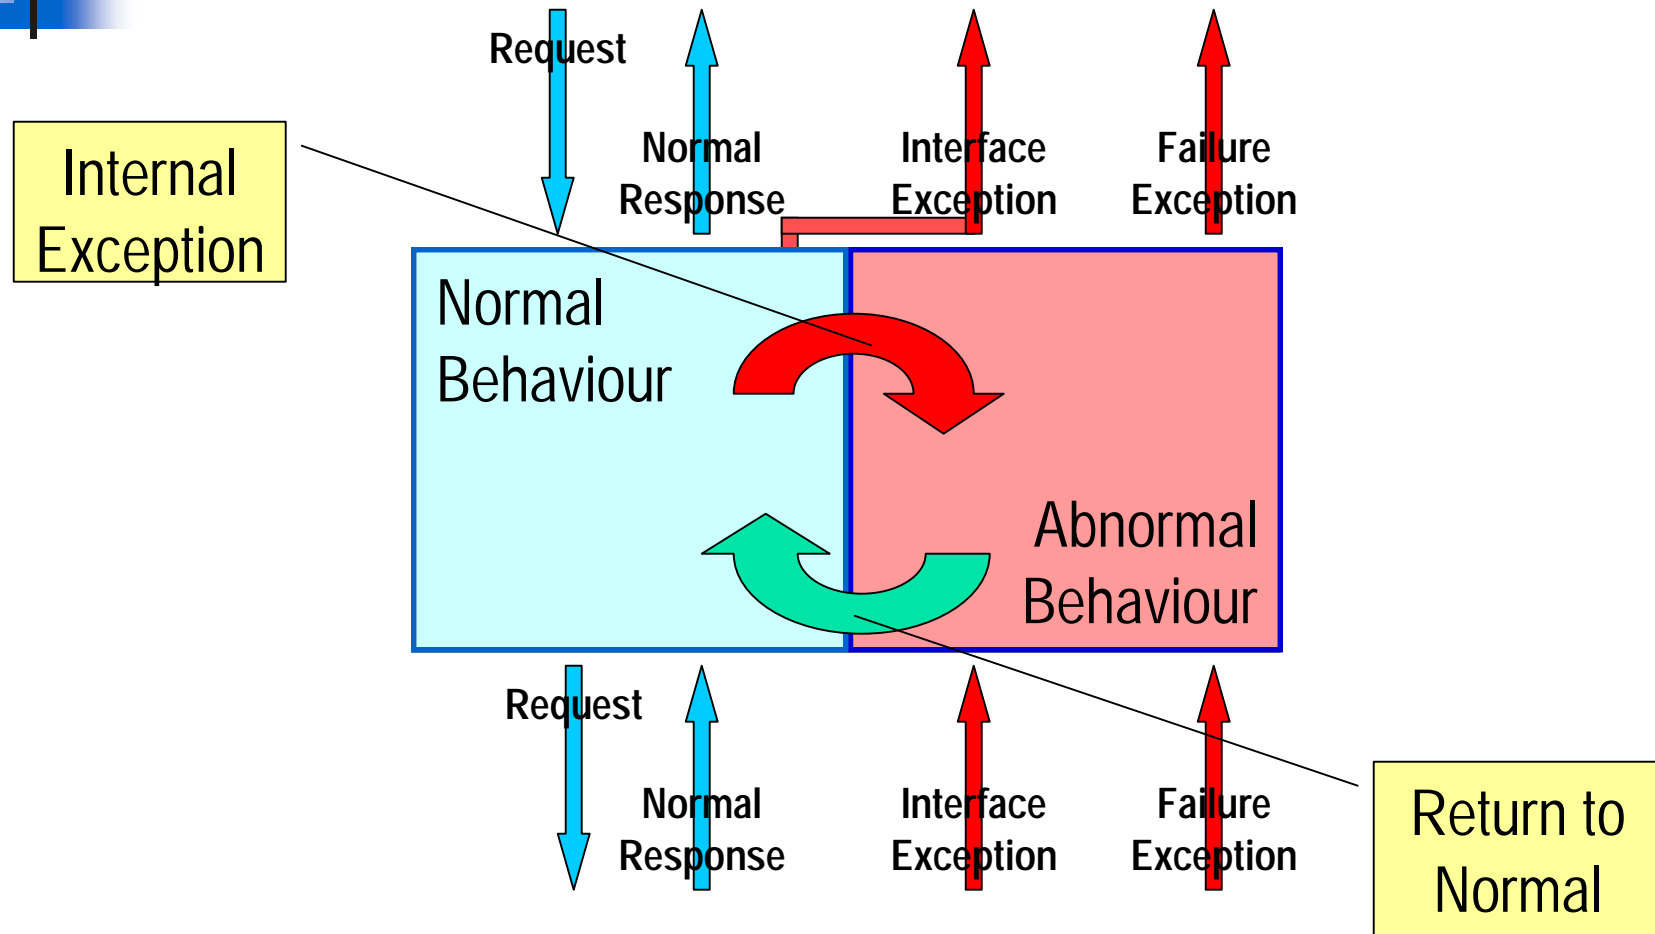 Request
Normal
Response
Interface
Exception
Failure
Exception
Internal
Exception
Normal
Behaviour
Abnormal
Behaviour
Request
Normal
Response
Interface
Exception
Failure
Exception
Return to
Normal